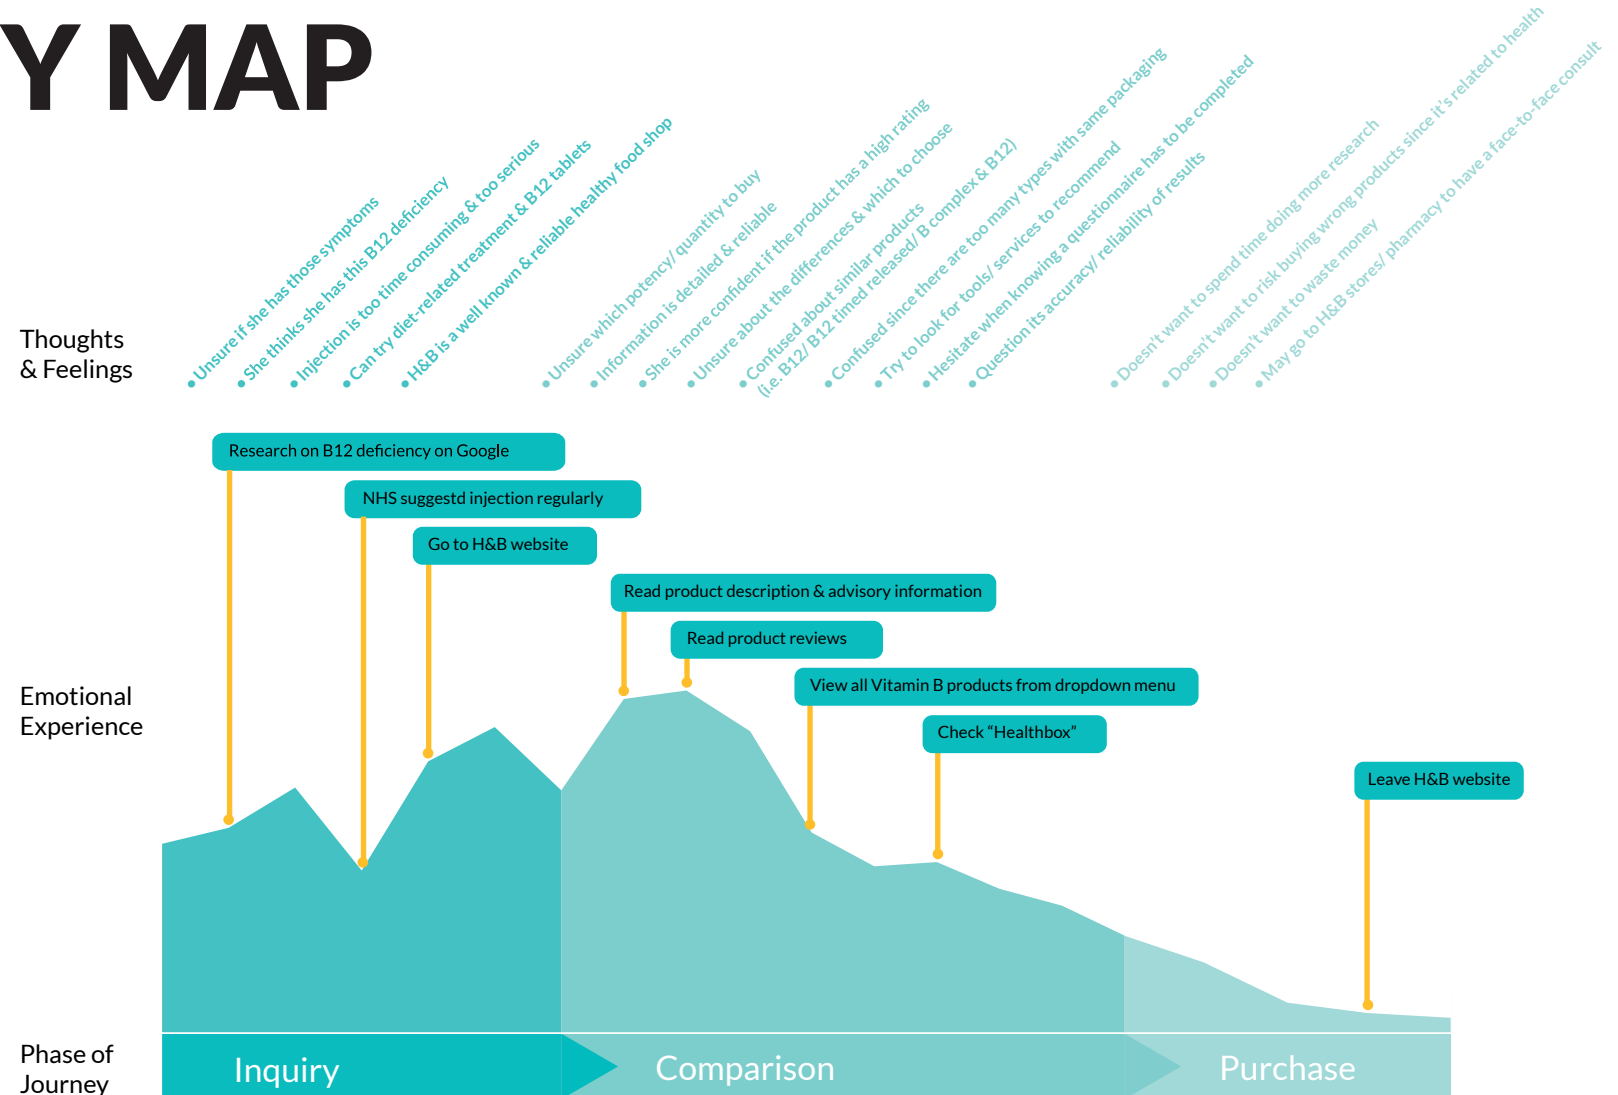 Y MAP
Thoughts
& Feelings
Unsure if she has those symptoms
She thinks she has this B12 deficiency
Injection is too time consuming & too serious
Can try diet-related treatment & B12 tablets
H&B is a well known & reliable healthy food shop
Unsure which potency/ quantity to buy
Information is detailed & reliable
She is more confident if the product has a high rating
Unsure about the differences & which to choose
Confused about similar products
(i.e. B12/ B12 timed released/ B complex & B12)
Confused since there are too many types with same packaging
Try to look for tools/ services to recommend
Hesitate when knowing a questionnaire has to be completed
Question its accuracy/ reliability of results
Doesn't want to spend time doing more research
Doesn't want to risk buying wrong products since it's related to health
Doesn't want to waste money
May go to H&B stores/ pharmacy to have a face-to-face consult
Research on B12 deficiency on Google
NHS suggestd injection regularly
Go to H&B website
Read product description & advisory information
Read product reviews
View all Vitamin B products from dropdown menu
Check “Healthbox”
Leave H&B website
Emotional
Experience
Phase of
Journey
Inquiry
Comparison
Purchase